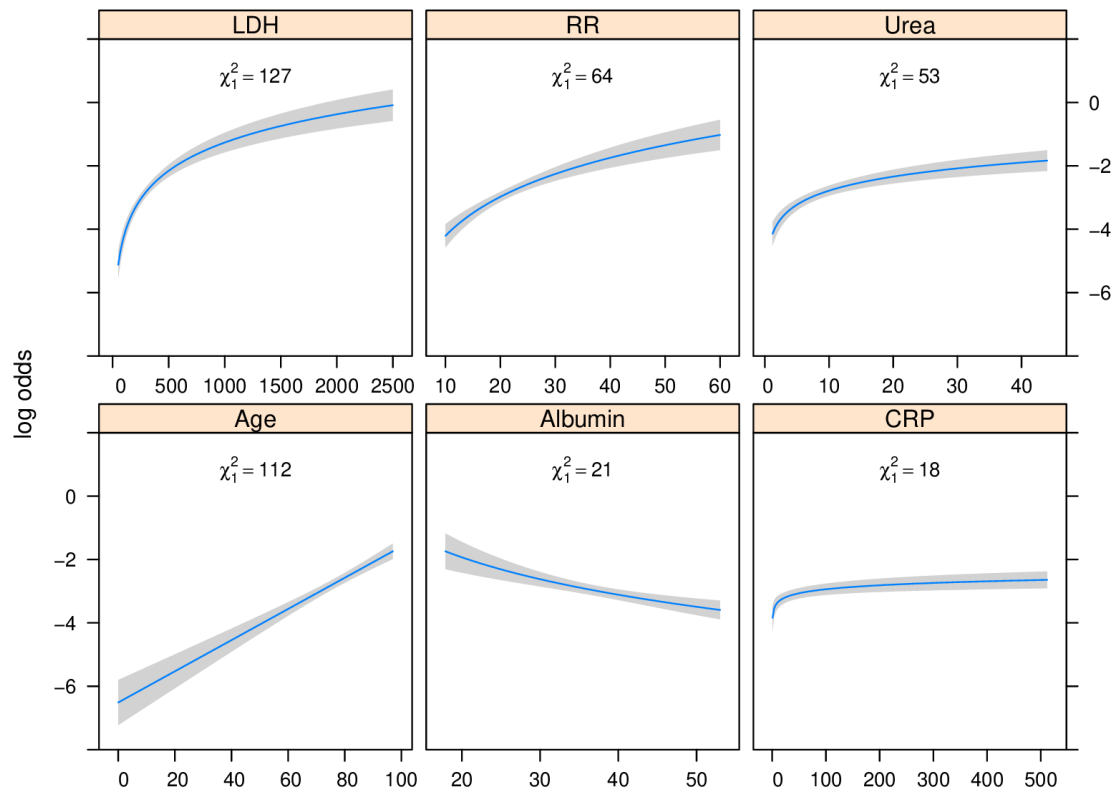 LDH RR Urea
χ²₁ = 127 χ²₁ = 64 χ²₁ = 53
0
−2
−4
−6
0 500 1000 1500 2000 2500 10 20 30 40 50 60 0 10 20 30 40
log odds
Age Albumin CRP
χ²₁ = 112 χ²₁ = 21 χ²₁ = 18
0
−2
−4
−6
0 20 40 60 80 100 20 30 40 50 0 100 200 300 400 500